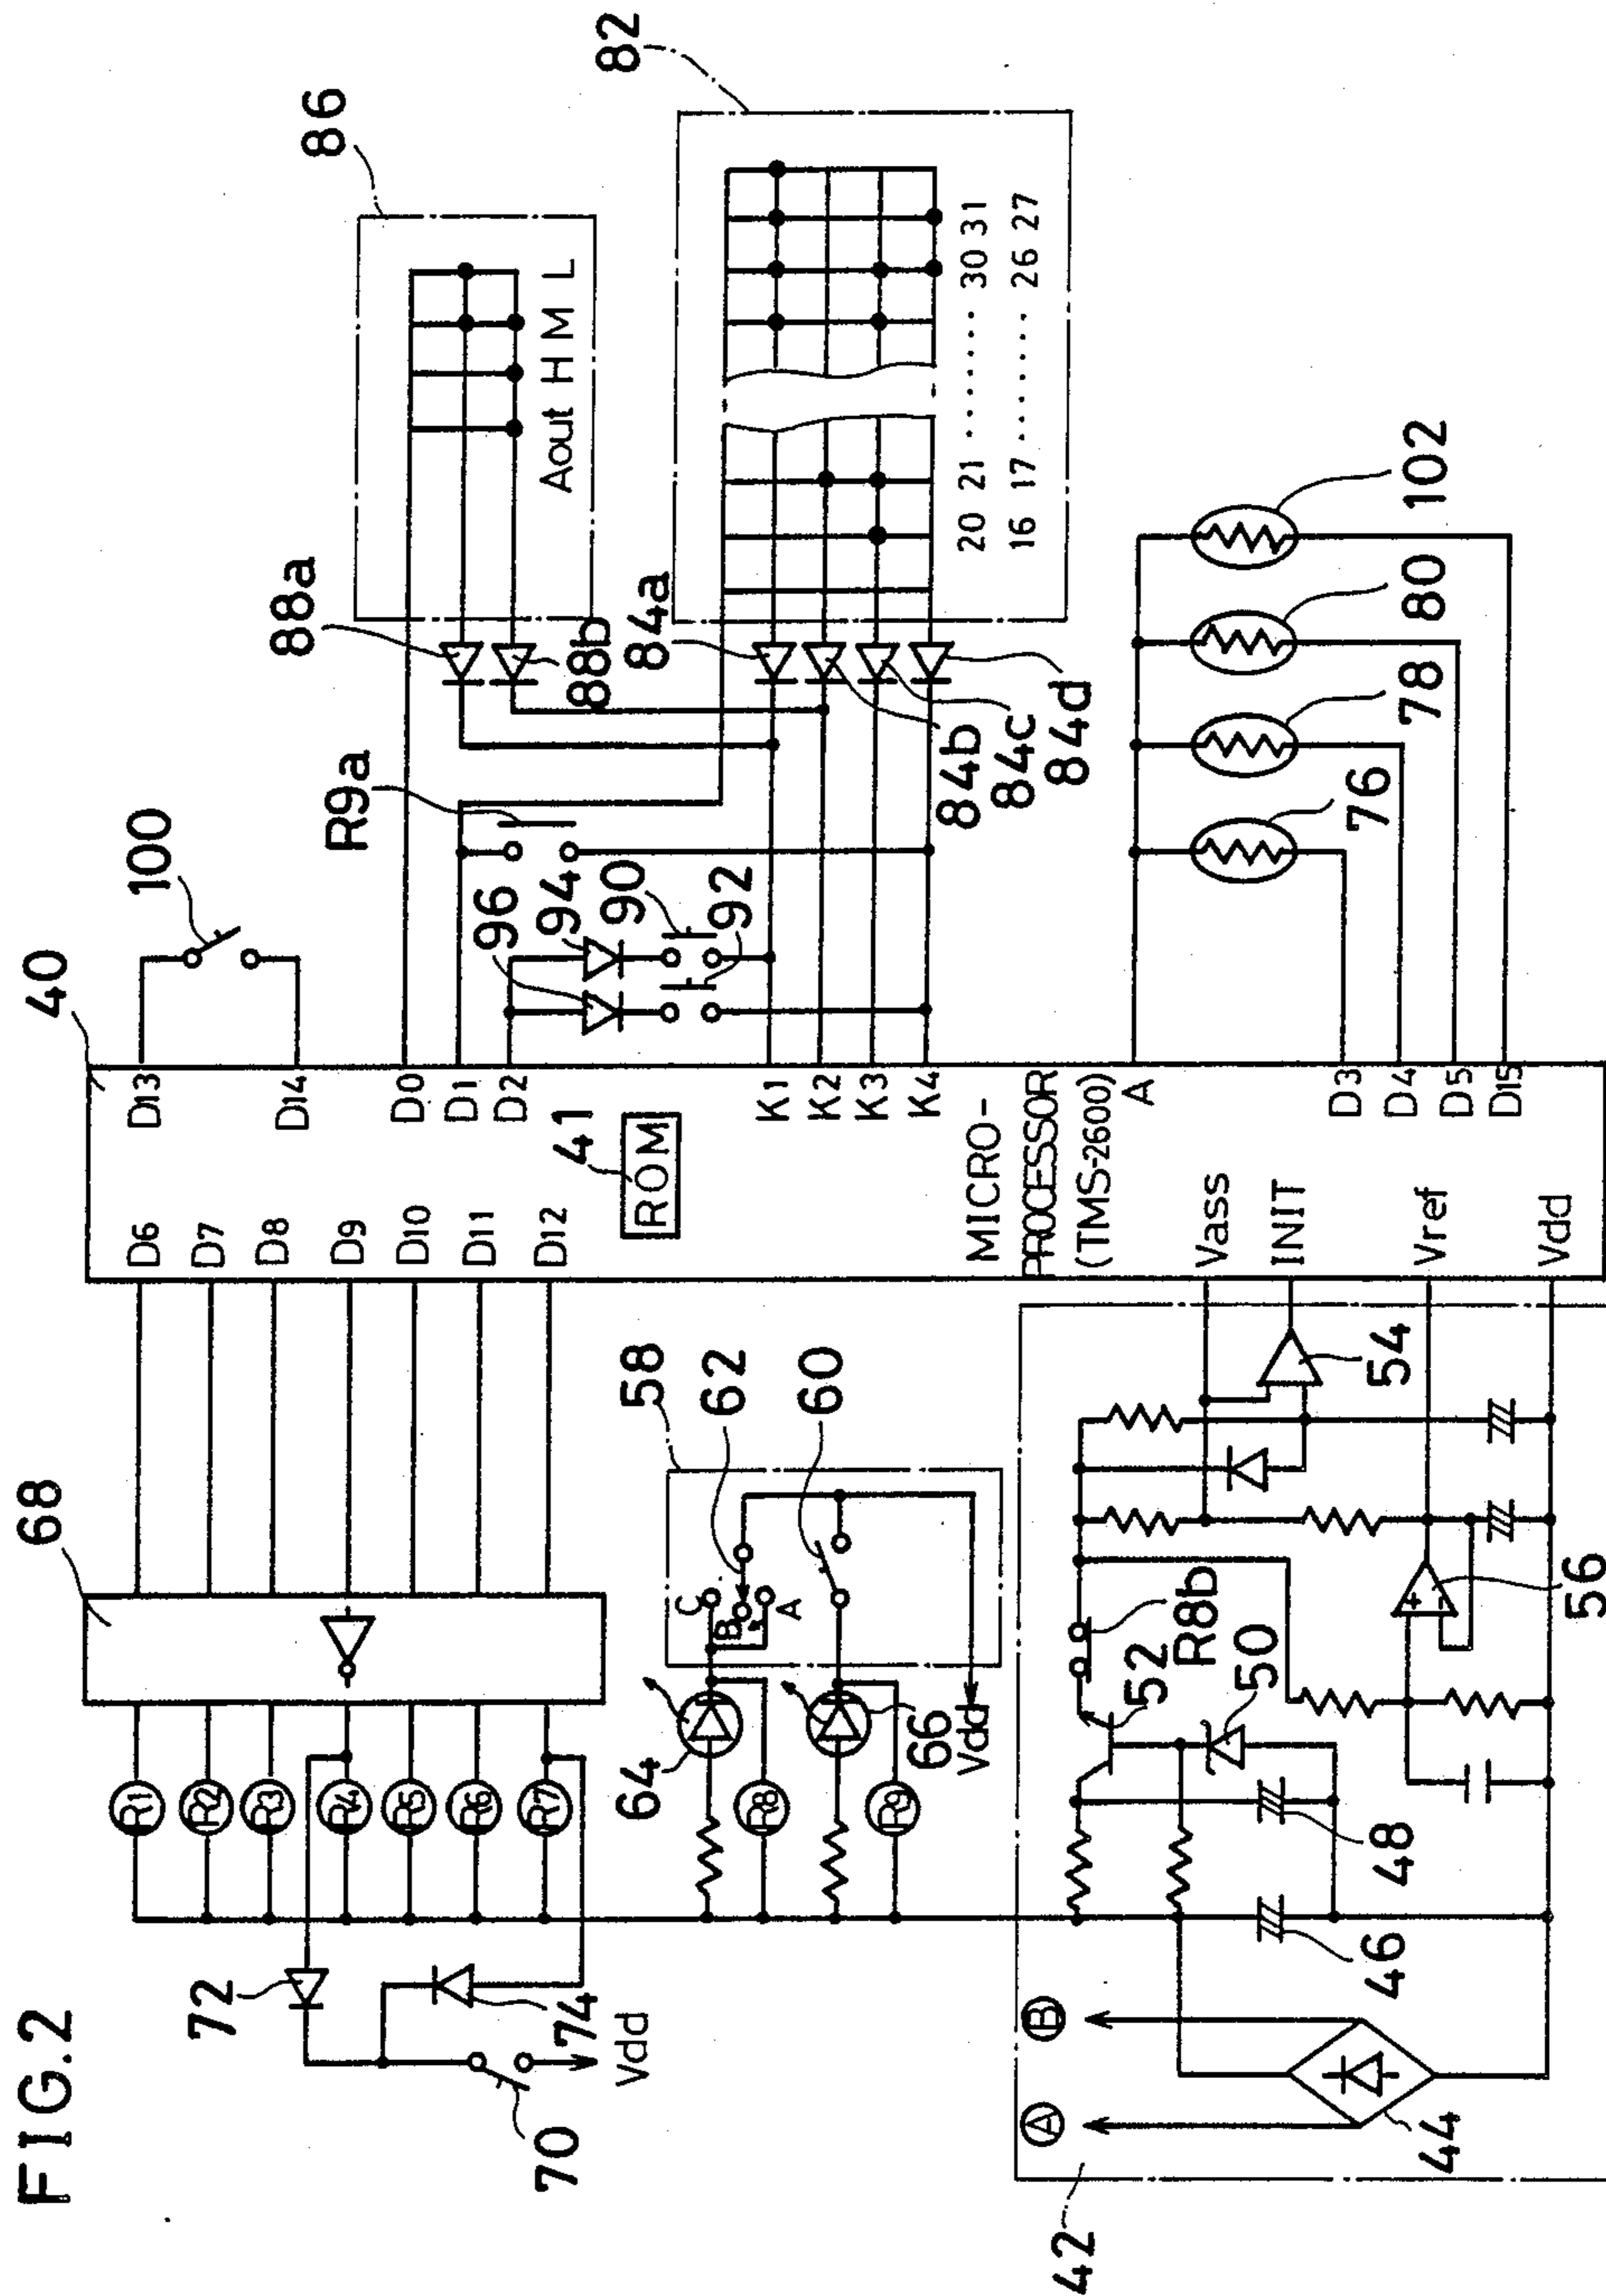 FIG.2
68
40
100
R9a
88a
86
82
D6
D7
D8
D9
D10
D11
D12
D13
D14
D0
D1
D2
R1
R2
R3
R4
R5
R6
R7
72
74
70
Vdd
41
ROM
96
94
90
92
88b
84a
84b
84c
84d
Aout H M L
20 21 ....... 30 31
16 17 ....... 26 27
K1
K2
K3
K4
58
62
60
C
B
A
64
66
R8
R9
Vdd
MICRO-
PROCESSOR
(TMS-2600)
A
D3
D4
D5
D15
76
78
80
102
Vass
INIT
Vref
Vdd
42
A
B
44
46
48
50
52
R8b
54
56
+
-